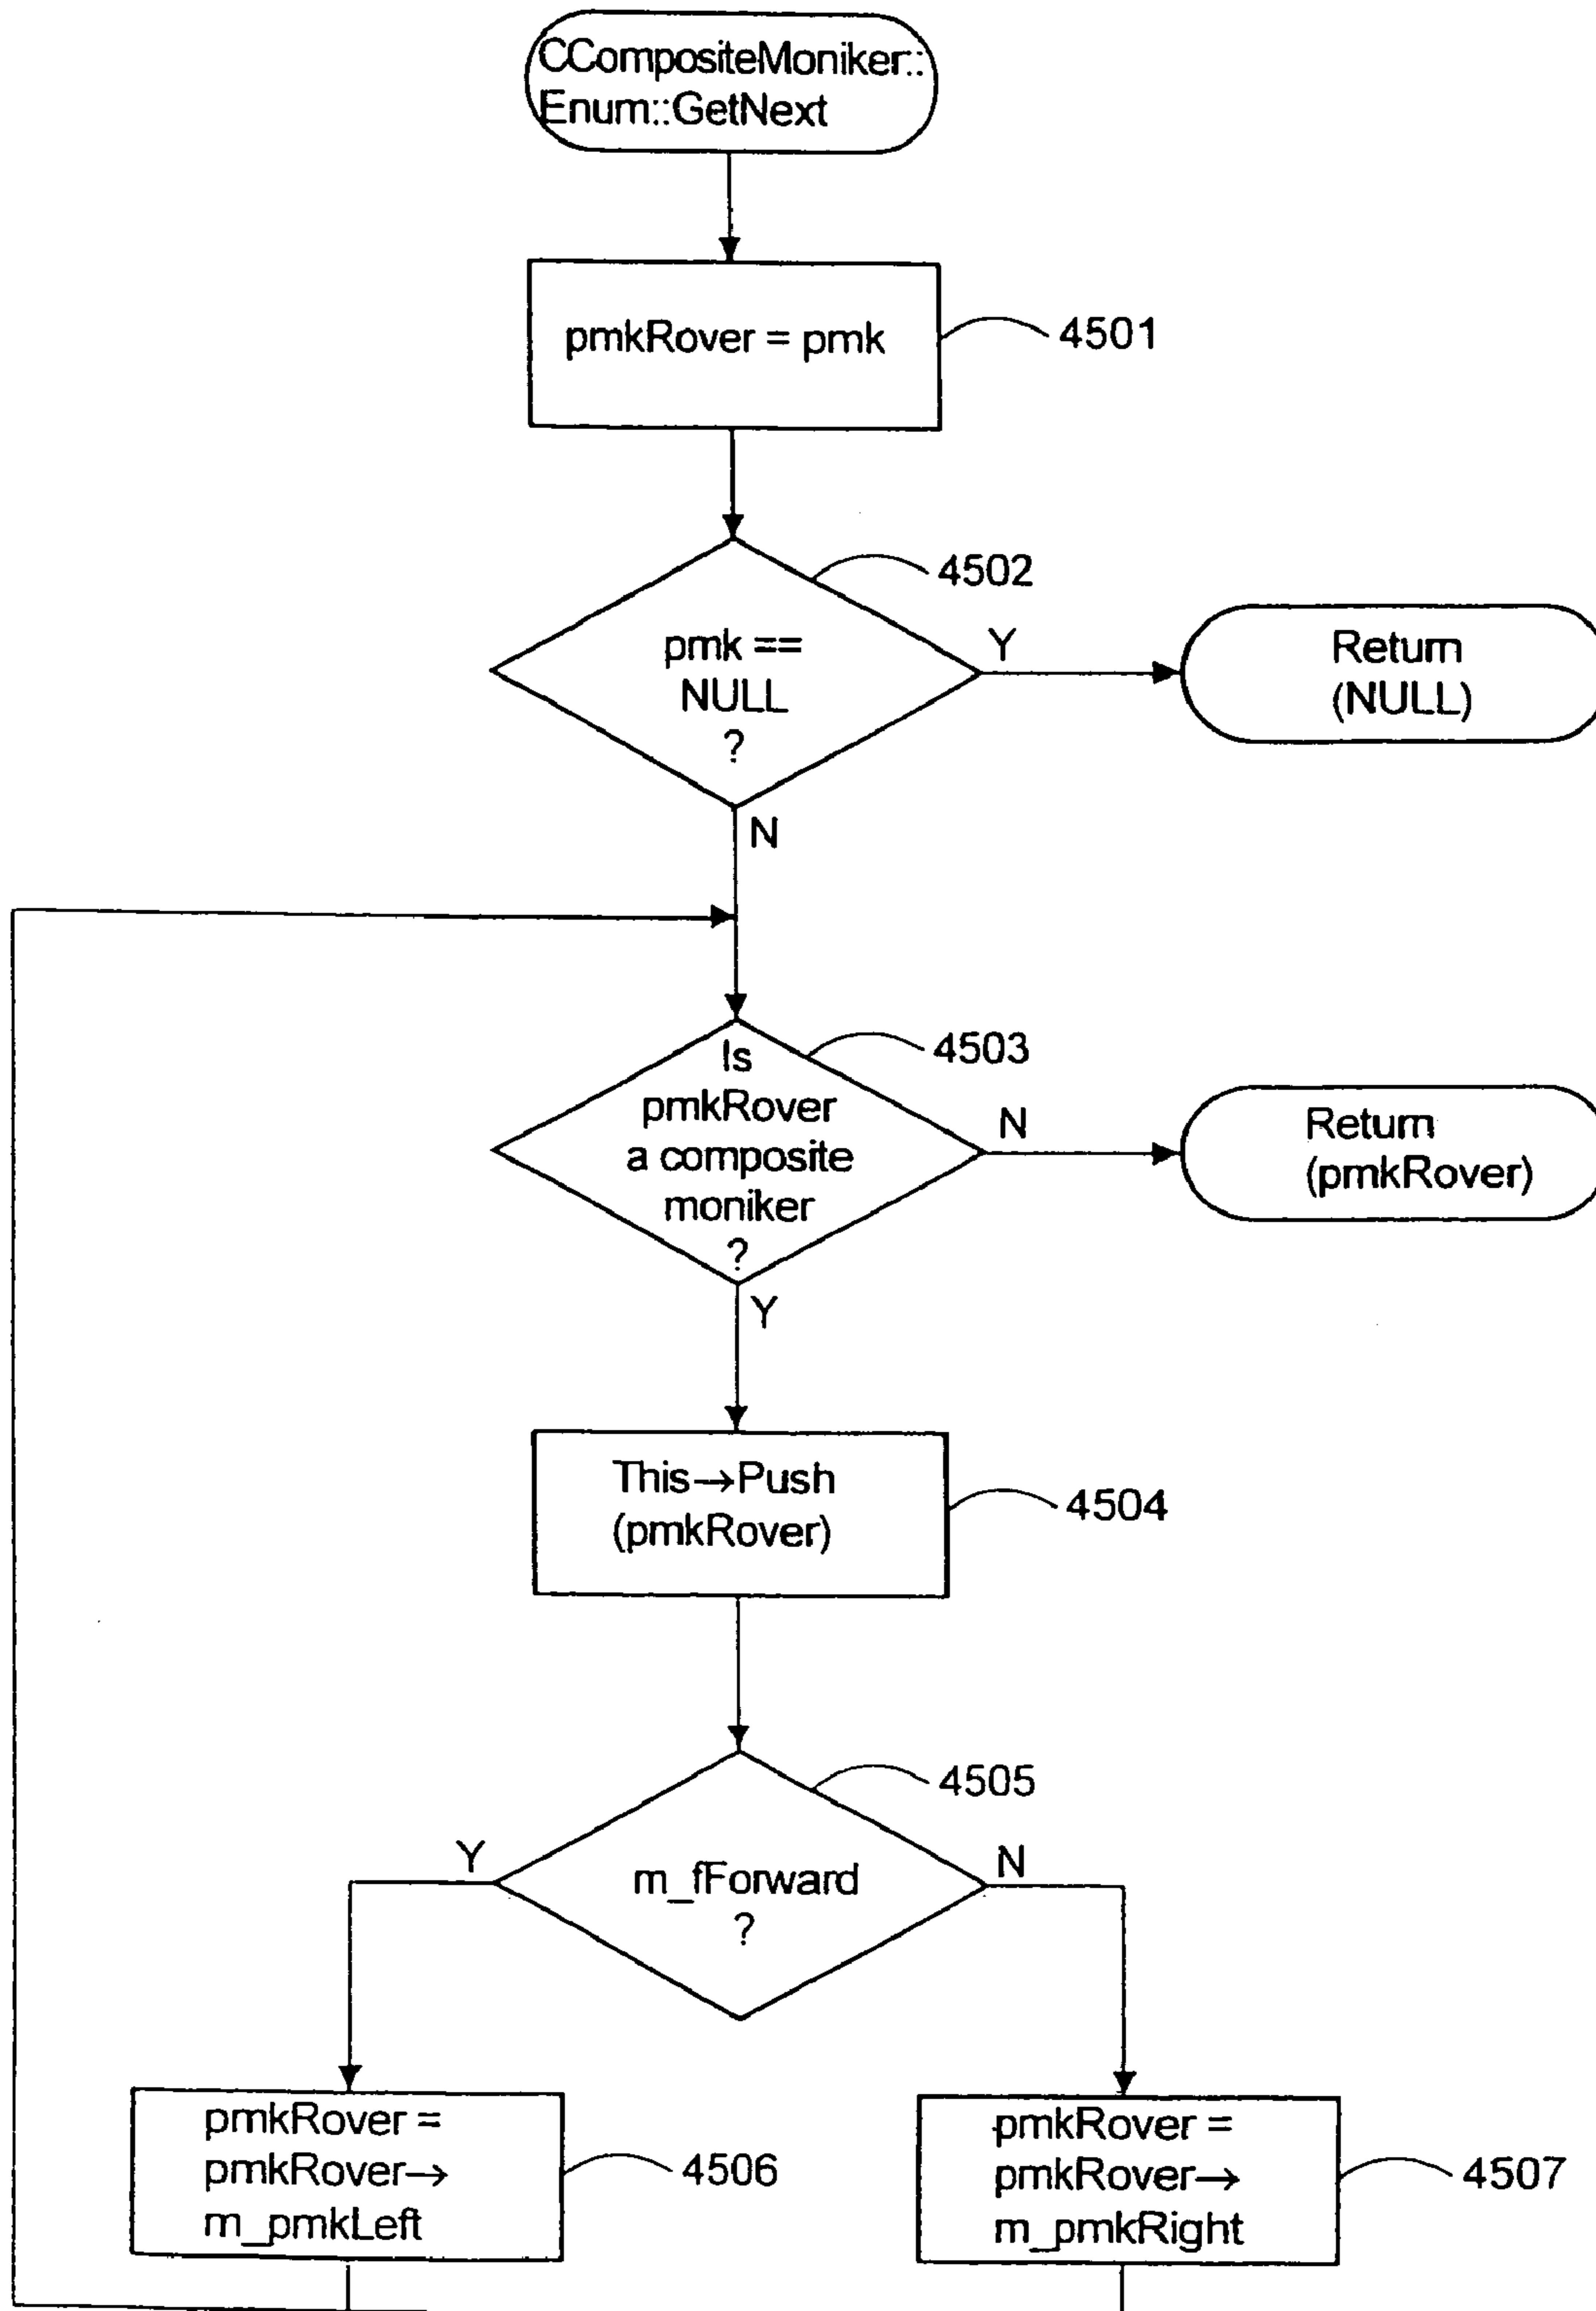 CCompositeMoniker::
Enum::GetNext
pmkRover = pmk
4501
4502
pmk ==
NULL
?
Y
Return
(NULL)
N
4503
Is
pmkRover
a composite
moniker
?
N
Return
(pmkRover)
Y
This→Push
(pmkRover)
4504
4505
Y
m_fForward
?
N
pmkRover =
pmkRover→
m_pmkLeft
4506
pmkRover =
pmkRover→
m_pmkRight
4507